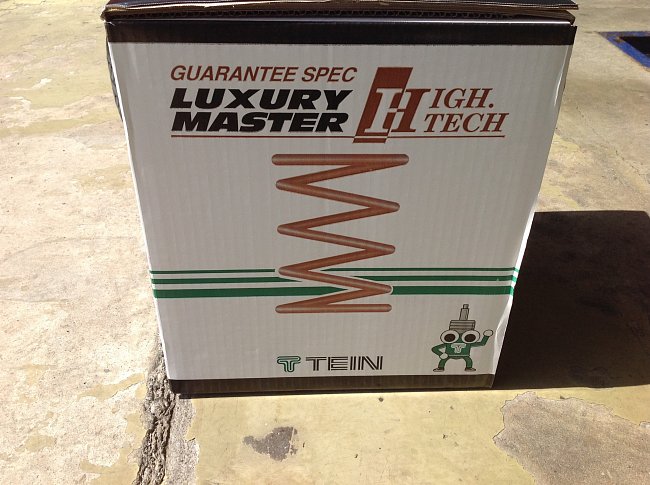 GUARANTEE SPEC
LUXURY
MASTER
HIGH.
TECH
TEIN